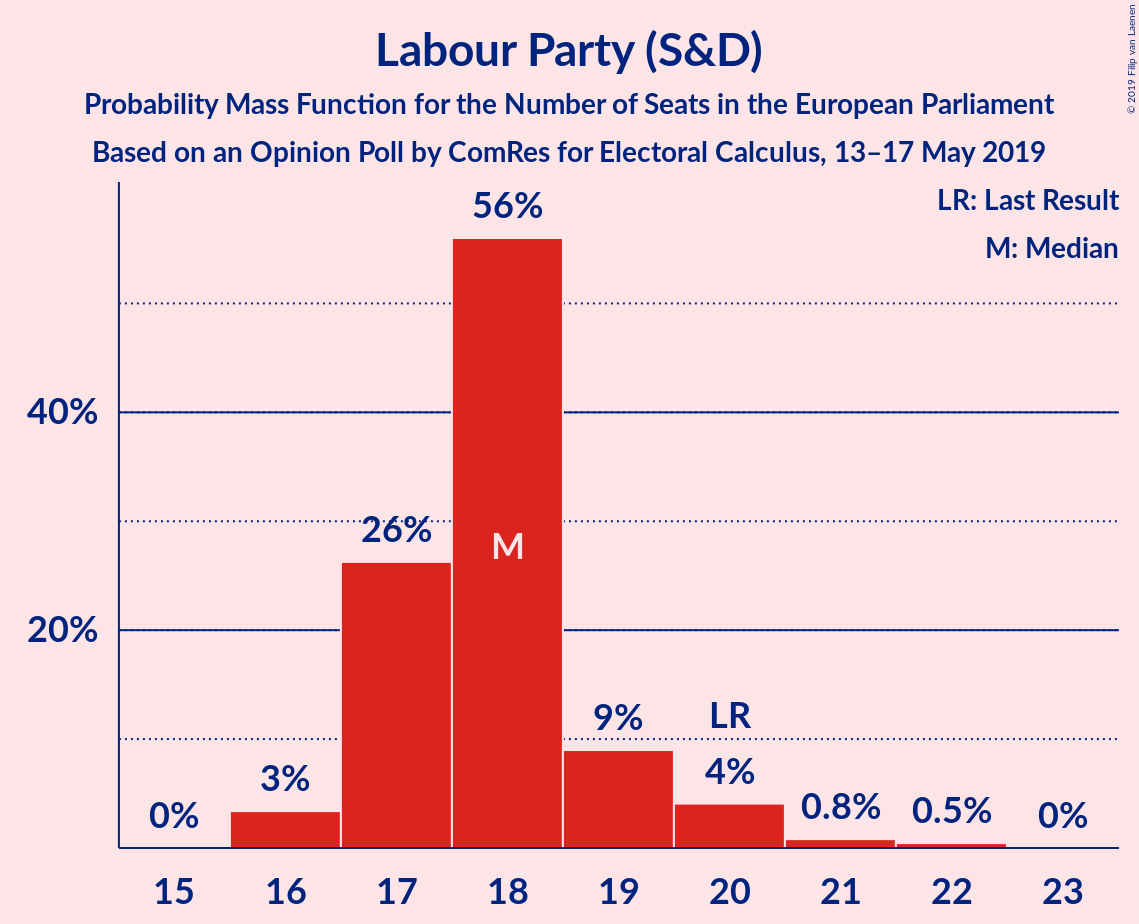 Labour Party (S&D)
Probability Mass Function for the Number of Seats in the European Parliament
Based on an Opinion Poll by ComRes for Electoral Calculus, 13–17 May 2019
© 2019 Filip van Laenen
LR: Last Result
M: Median
56%
40%
26%
M
20%
9%
LR
3%
4%
0%
0.8%
0.5%
0%
15 16 17 18 19 20 21 22 23